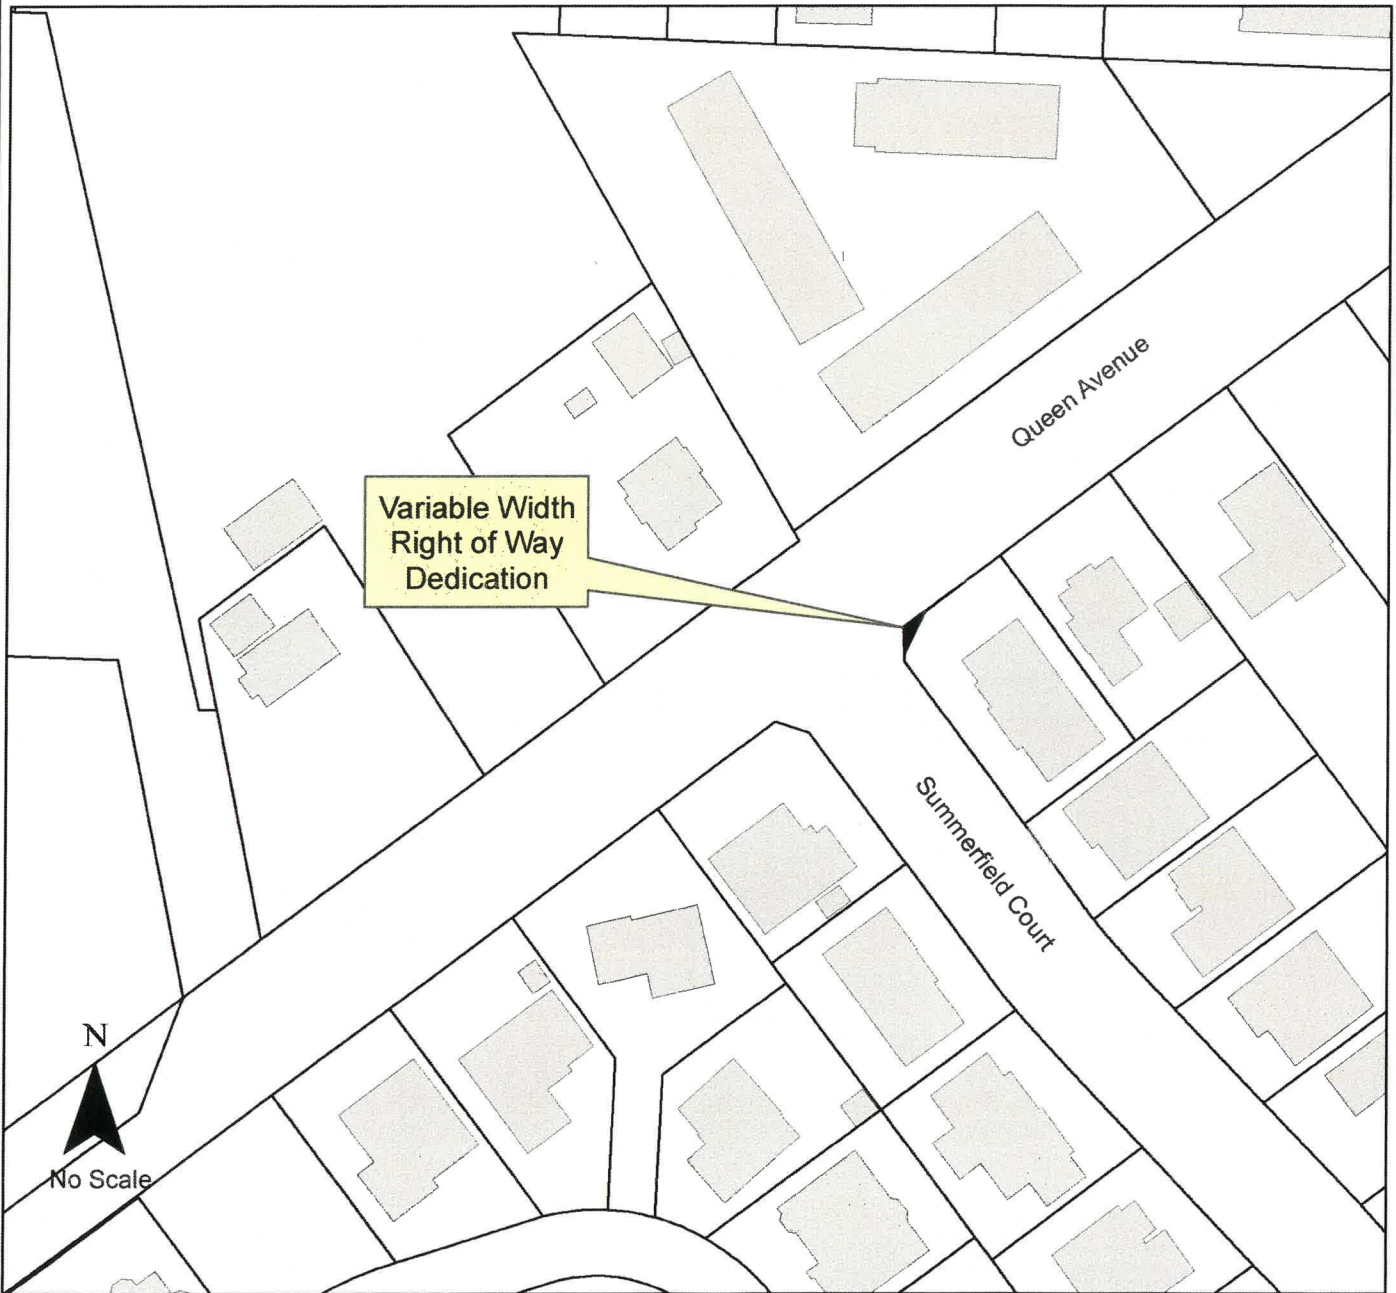 Queen Avenue
Variable Width
Right of Way
Dedication
Summerfield Court
N
No Scale